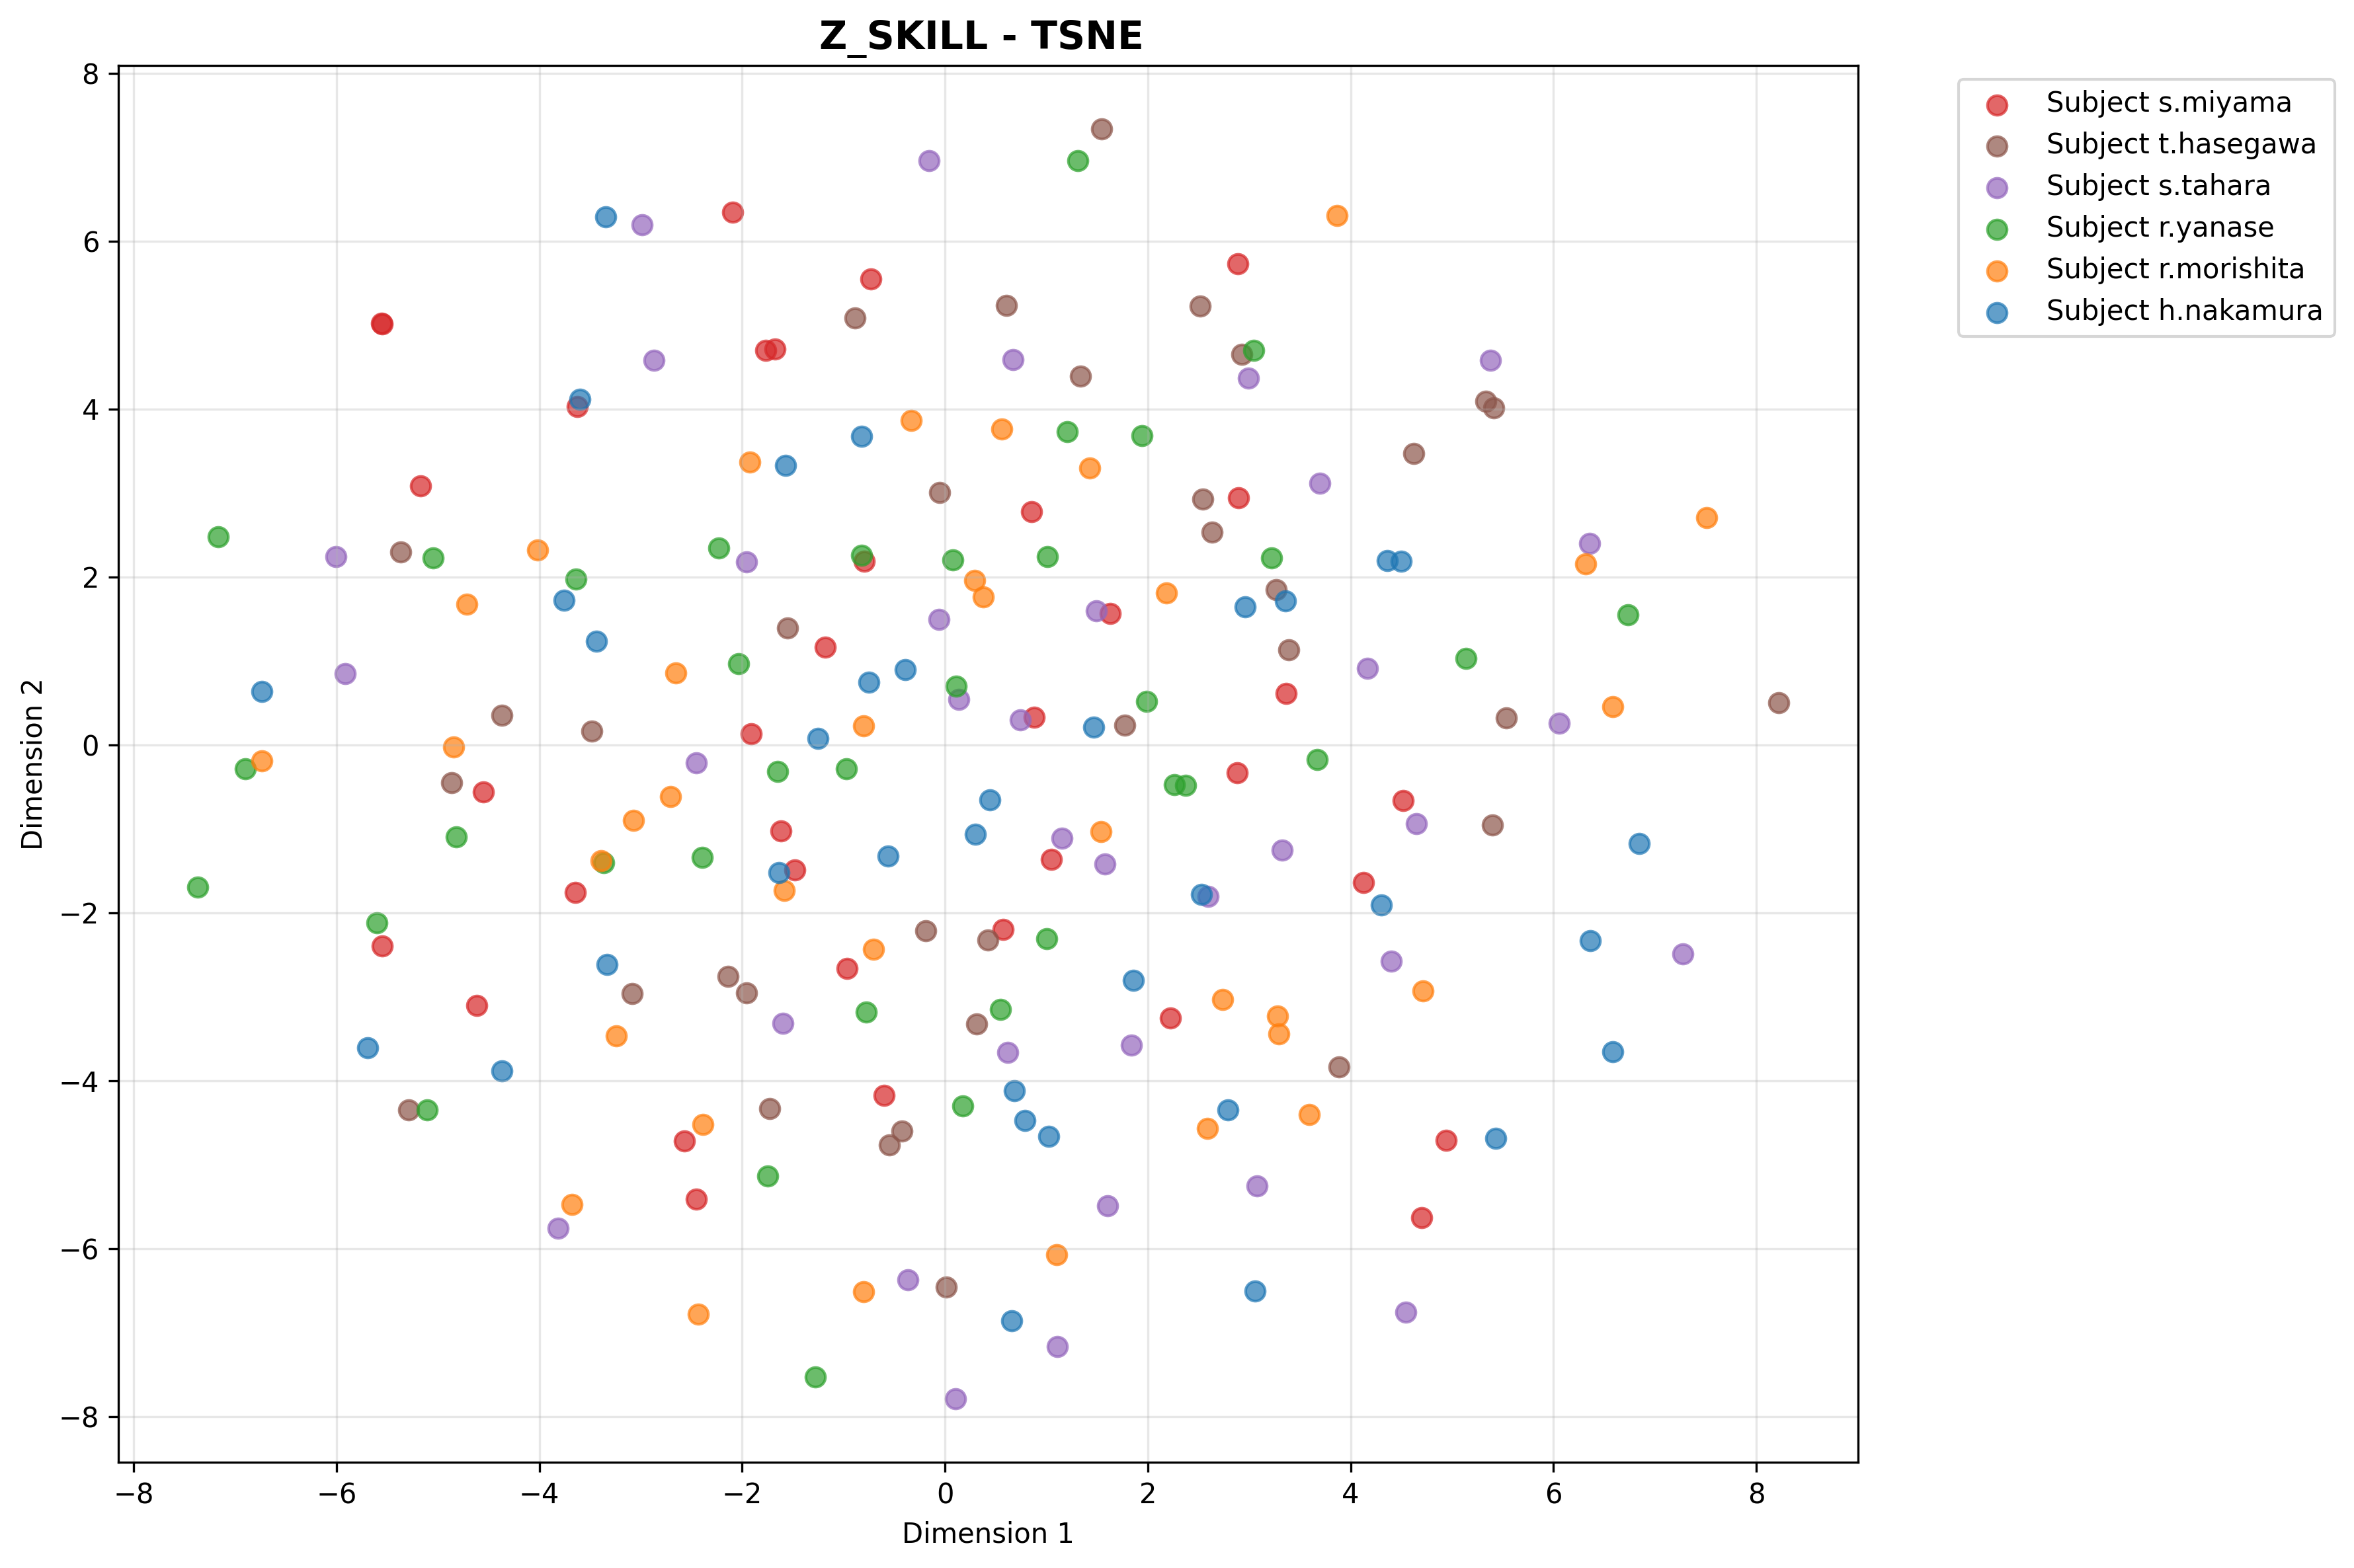 Z_SKILL - TSNE
Subject s.miyama
Subject t.hasegawa
Subject s.tahara
Subject r.yanase
Subject r.morishita
Subject h.nakamura
8
6
4
2
0
−2
−4
−6
−8
Dimension 2
−8 −6 −4 −2 0 2 4 6 8
Dimension 1